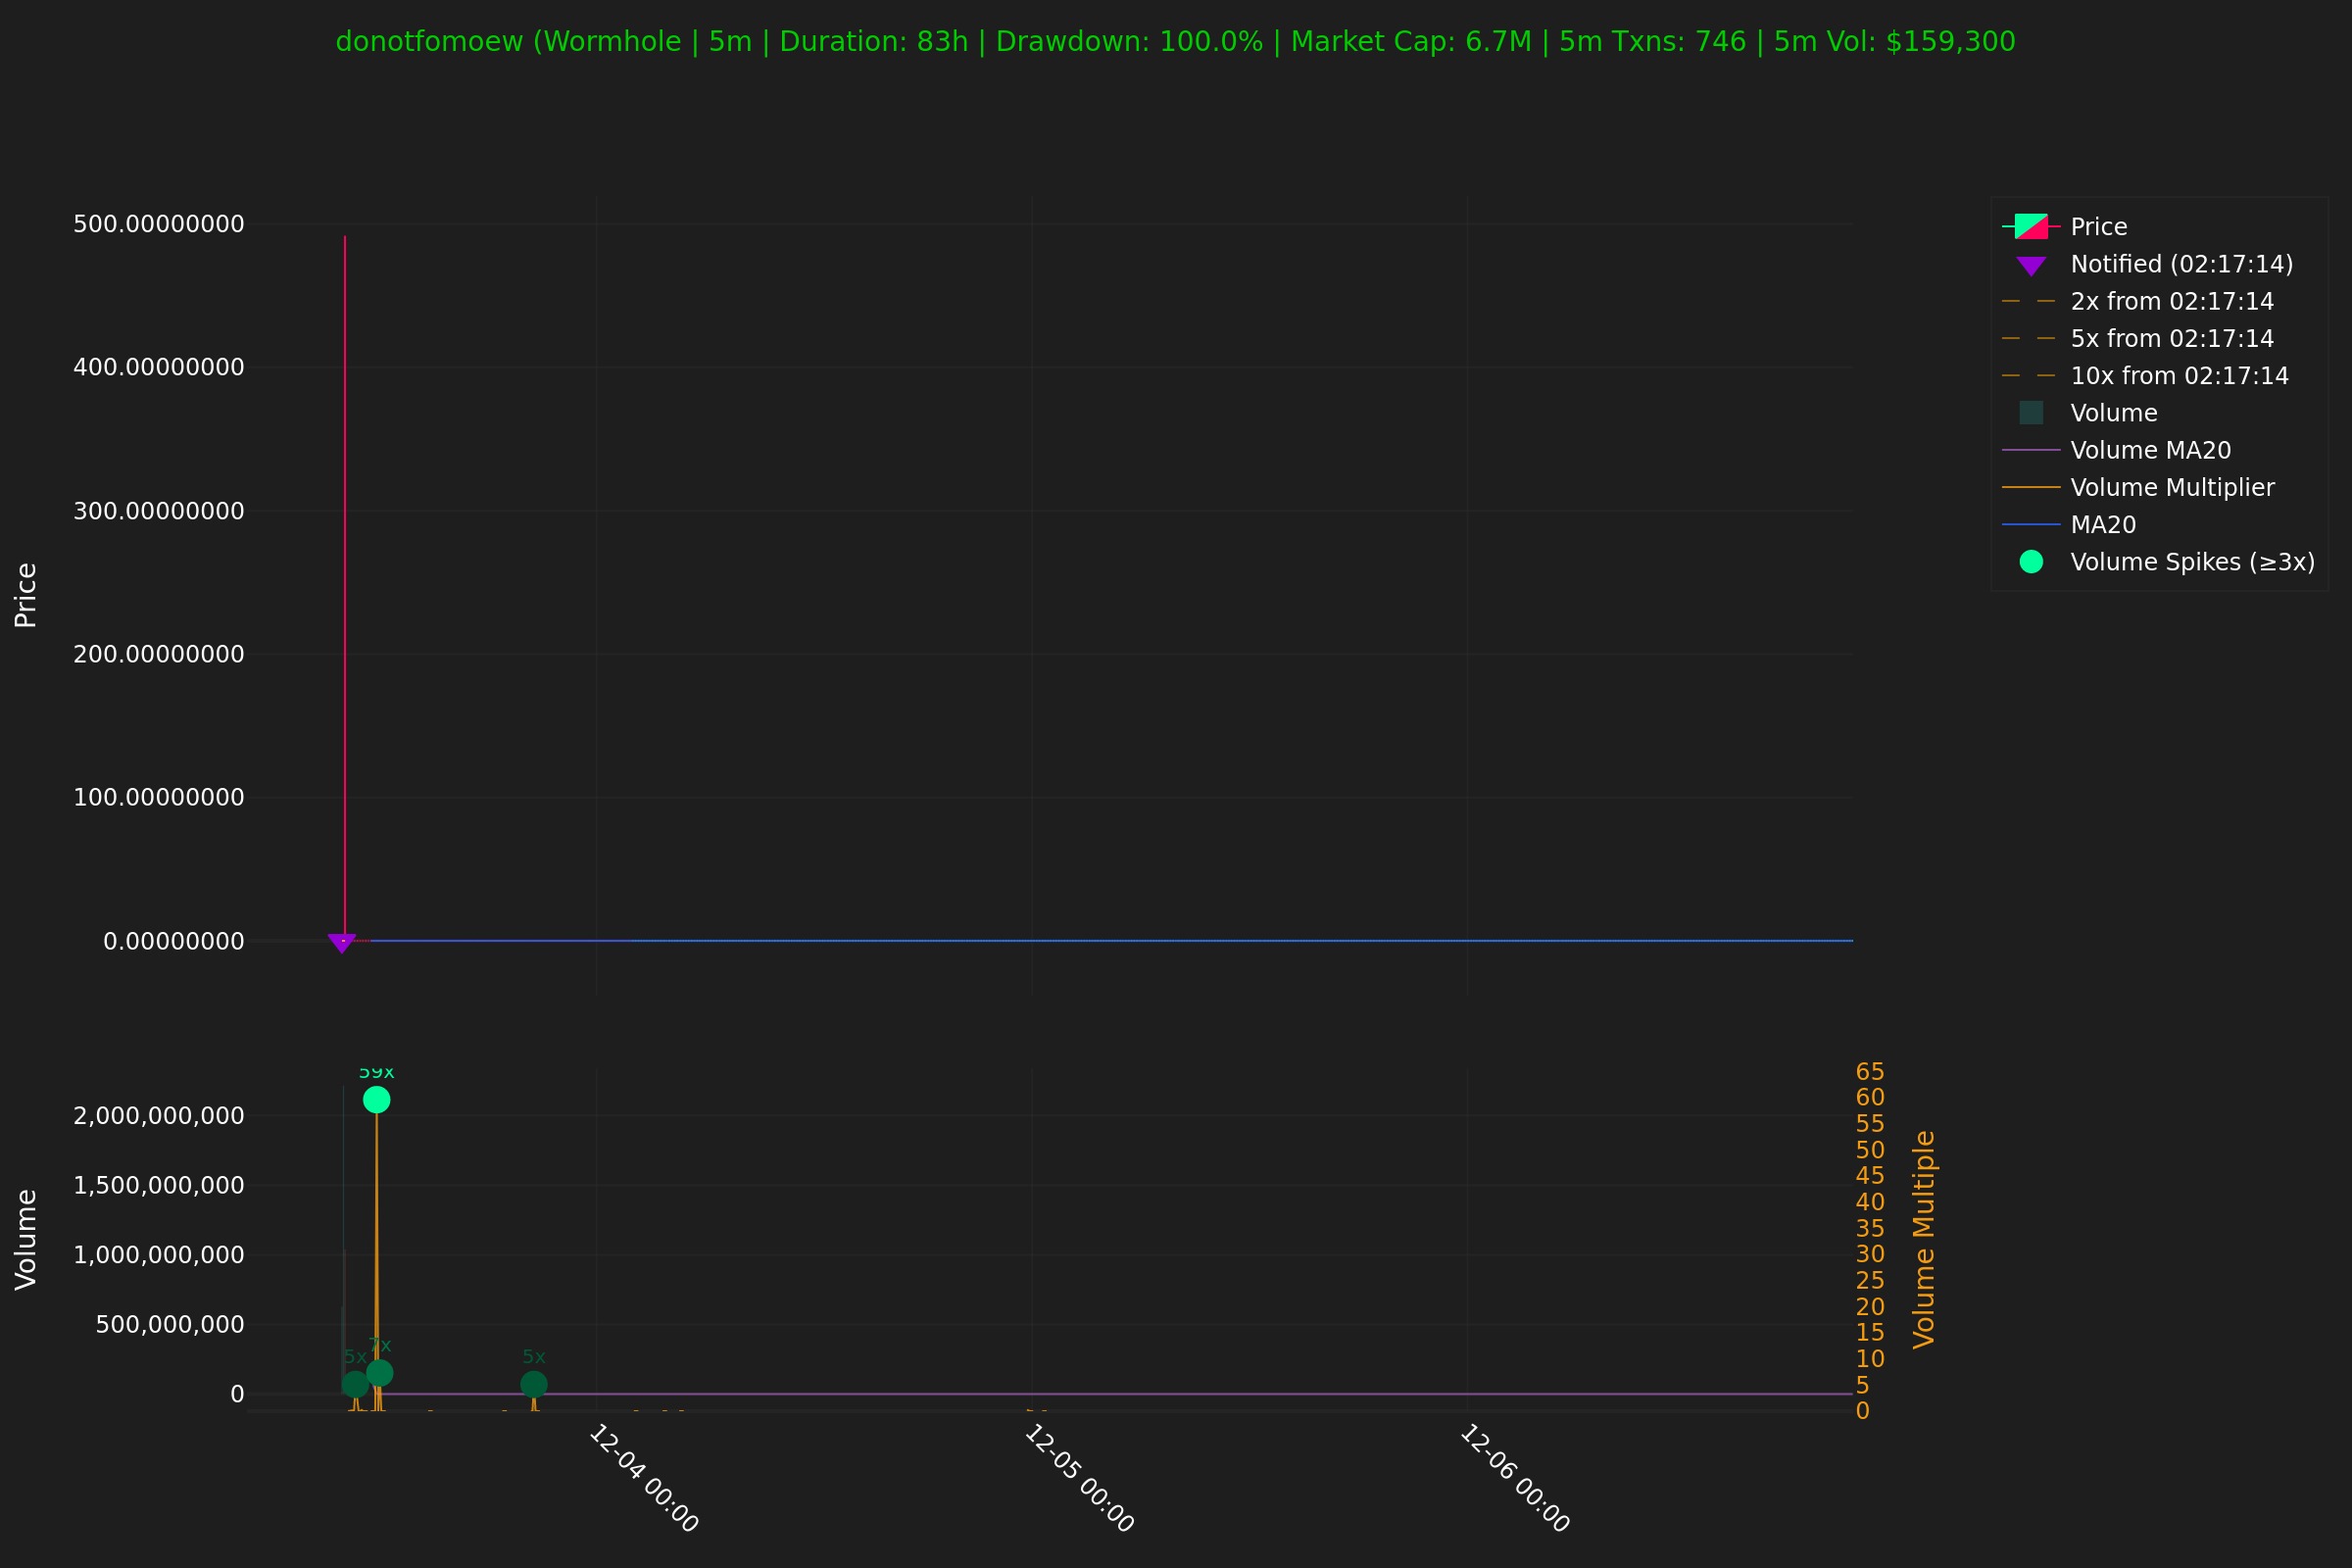 donotfomoew (Wormhole | 5m | Duration: 83h | Drawdown: 100.0% | Market Cap: 6.7M | 5m Txns: 746 | 5m Vol: $159,300
Price
500.00000000
400.00000000
300.00000000
200.00000000
100.00000000
0.00000000
Price
Notified (02:17:14)
2x from 02:17:14
5x from 02:17:14
10x from 02:17:14
Volume
Volume MA20
Volume Multiplier
MA20
Volume Spikes (≥3x)
Volume
2,000,000,000
1,500,000,000
1,000,000,000
500,000,000
0
59x
5x
7x
5x
65
60
55
50
45
40
35
30
25
20
15
10
5
0
Volume Multiple
12-04 00:00
12-05 00:00
12-06 00:00